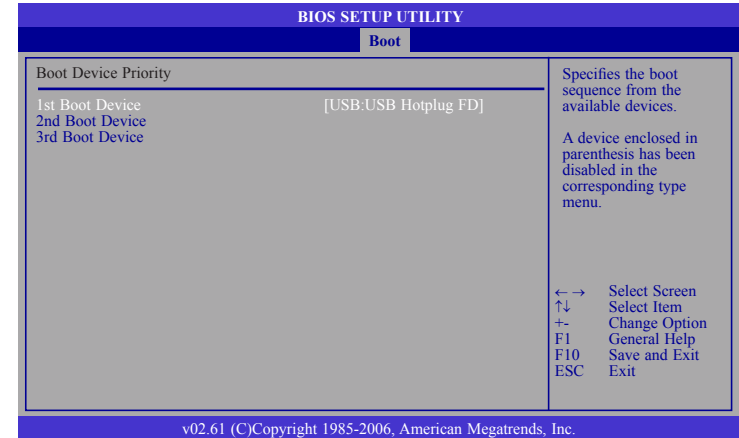 BIOS SETUP UTILITY
Boot
Boot Device Priority
1st Boot Device [USB:USB Hotplug FD]
2nd Boot Device
3rd Boot Device
Specifies the boot
sequence from the
available devices.
A device enclosed in
parenthesis has been
disabled in the
corresponding type
menu.
←→ Select Screen
↑↓ Select Item
+- Change Option
F1 General Help
F10 Save and Exit
ESC Exit
v02.61 (C)Copyright 1985-2006, American Megatrends, Inc.